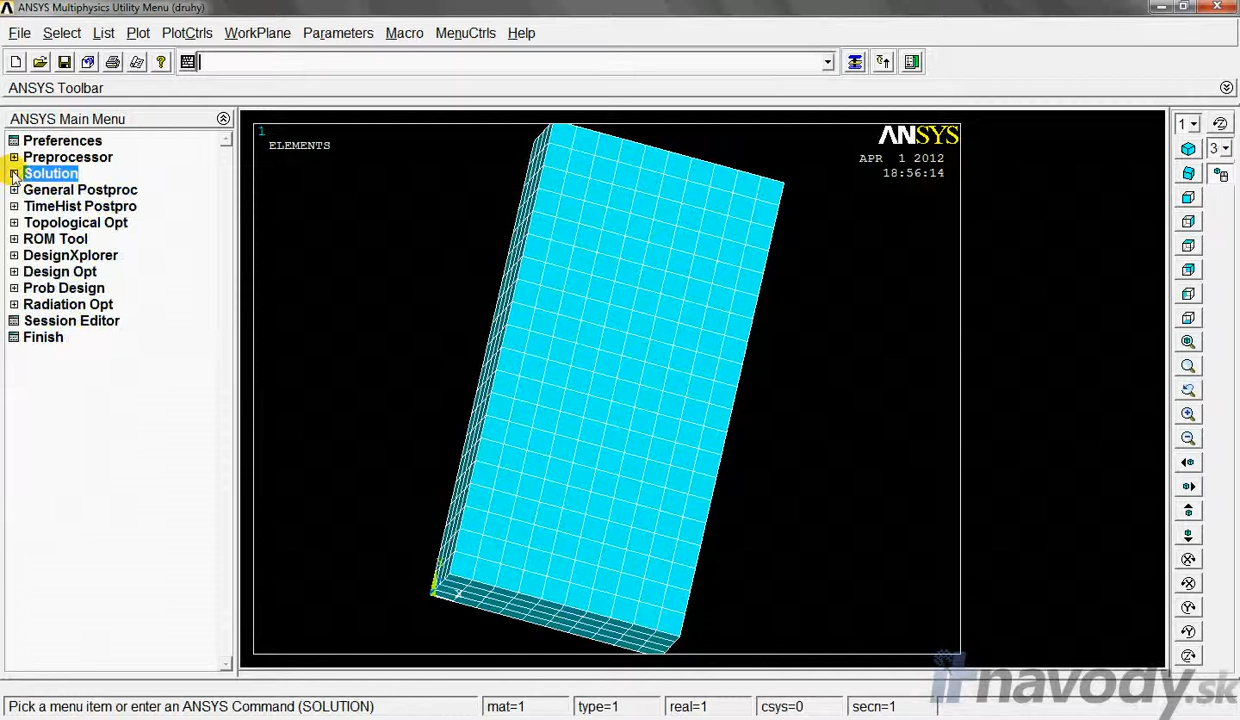 ANSYS Multiphysics Utility Menu (druhy)
File Select List Plot PlotCtrls WorkPlane Parameters Macro MenuCtrls Help
ANSYS Toolbar
ANSYS Main Menu
Preferences
Preprocessor
Solution
General Postproc
TimeHist Postpro
Topological Opt
ROM Tool
DesignXplorer
Design Opt
Prob Design
Radiation Opt
Session Editor
Finish
1
ELEMENTS
ANSYS
APR 1 2012
18:56:14
X
1
3
navody.sk
Pick a menu item or enter an ANSYS Command (SOLUTION) mat=1 type=1 real=1 csys=0 secn=1